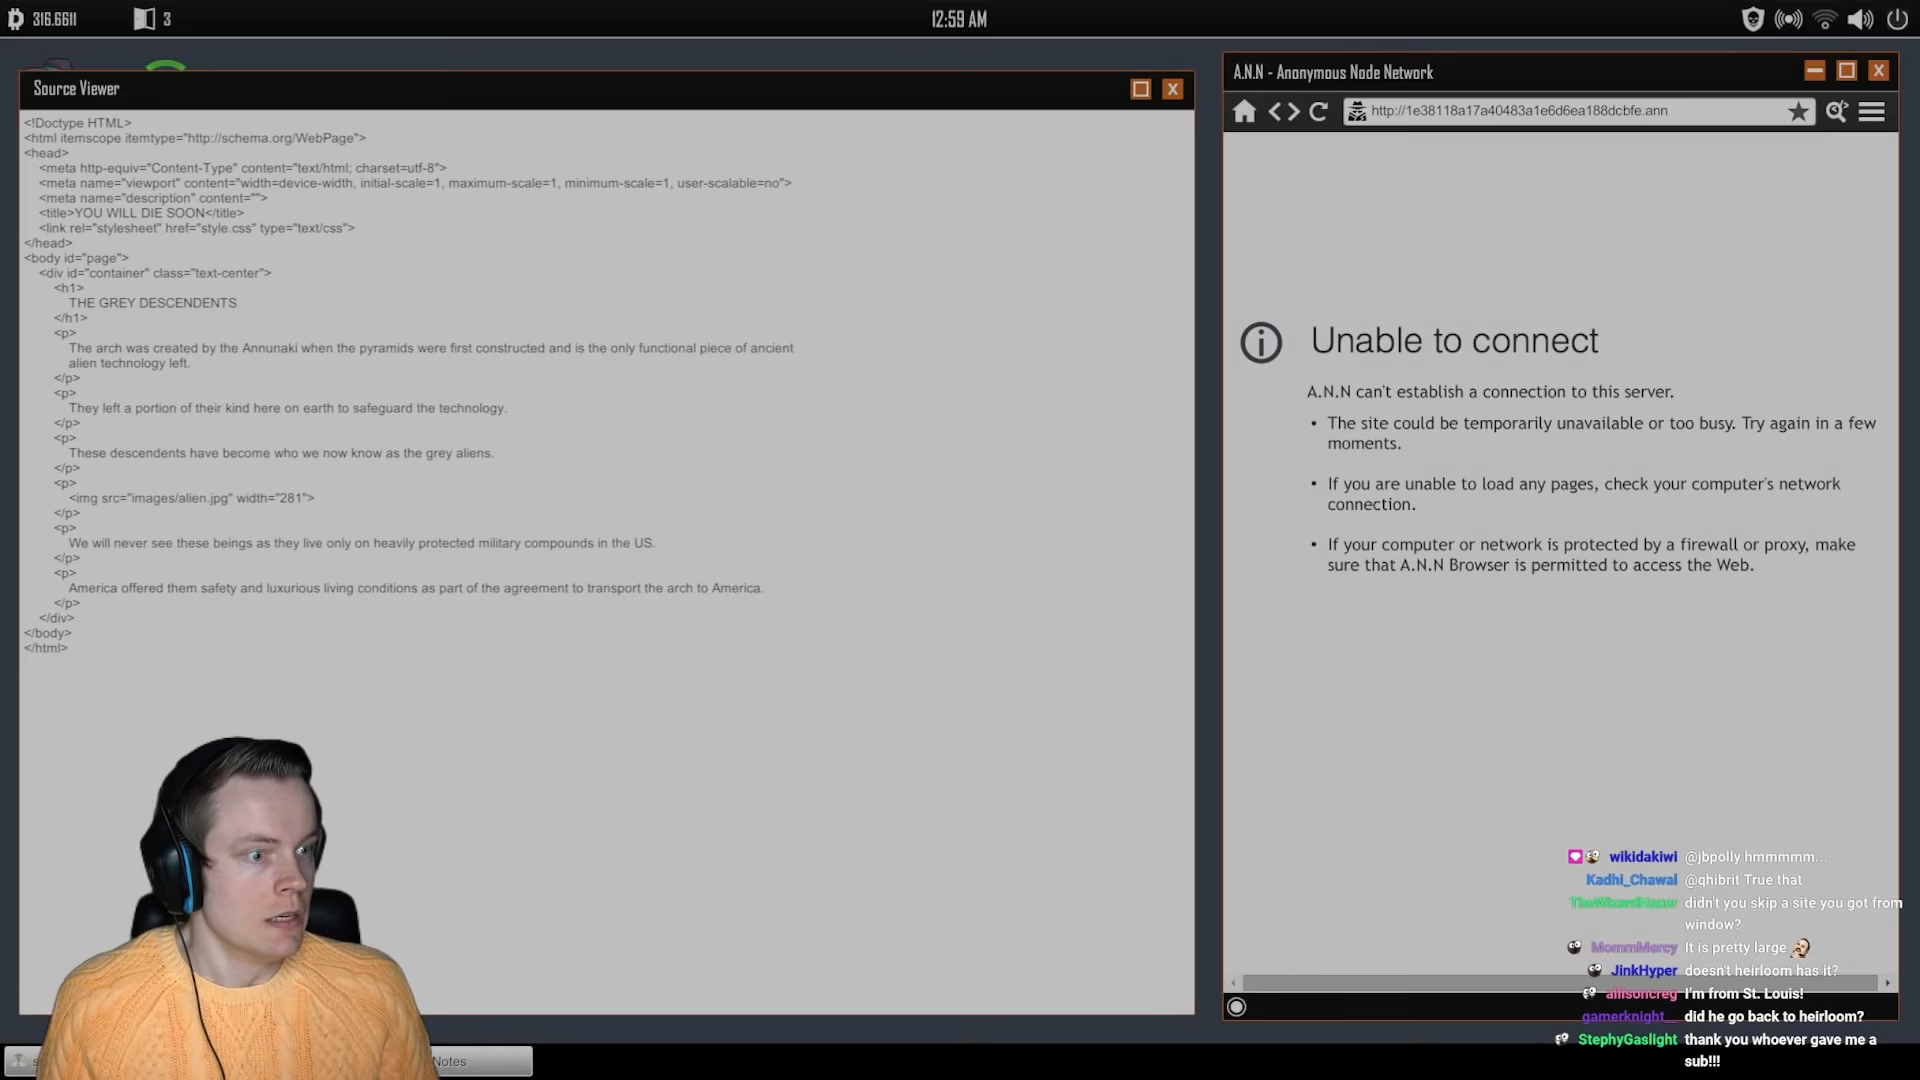 316.6611
3
12:59 AM
Source Viewer
<!Doctype HTML>
<html itemscope itemtype="http://schema.org/WebPage">
<head>
<meta http-equiv="Content-Type" content="text/html; charset=utf-8">
<meta name="viewport" content="width=device-width, initial-scale=1, maximum-scale=1, minimum-scale=1, user-scalable=no">
<meta name="description" content="">
<title>YOU WILL DIE SOON</title>
<link rel="stylesheet" href="style.css" type="text/css">
</head>
<body id="page">
<div id="container" class="text-center">
<h1>
THE GREY DESCENDENTS
</h1>
<p>
The arch was created by the Annunaki when the pyramids were first constructed and is the only functional piece of ancient
alien technology left.
</p>
<p>
They left a portion of their kind here on earth to safeguard the technology.
</p>
<p>
These descendents have become who we now know as the grey aliens.
</p>
<p>
<img src="images/alien.jpg" width="281">
</p>
<p>
We will never see these beings as they live only on heavily protected military compounds in the US.
</p>
<p>
America offered them safety and luxurious living conditions as part of the agreement to transport the arch to America.
</p>
</div>
</body>
</html>
Notes
A.N.N - Anonymous Node Network
http://1e38118a17a40483a1e6d6ea188dcbfe.ann
Unable to connect
A.N.N can't establish a connection to this server.
• The site could be temporarily unavailable or too busy. Try again in a few
moments.
• If you are unable to load any pages, check your computer's network
connection.
• If your computer or network is protected by a firewall or proxy, make
sure that A.N.N Browser is permitted to access the Web.
wikidakiwi @jbpolly hmmmmm...
Kadhi_Chawal @qhibrit True that
TheWizardHaxer didn't you skip a site you got from
window?
MommMercy It is pretty large
JinkHyper doesn't heirloom has it?
allisoncreg I'm from St. Louis!
gamerknight__ did he go back to heirloom?
StephyGaslight thank you whoever gave me a
sub!!!